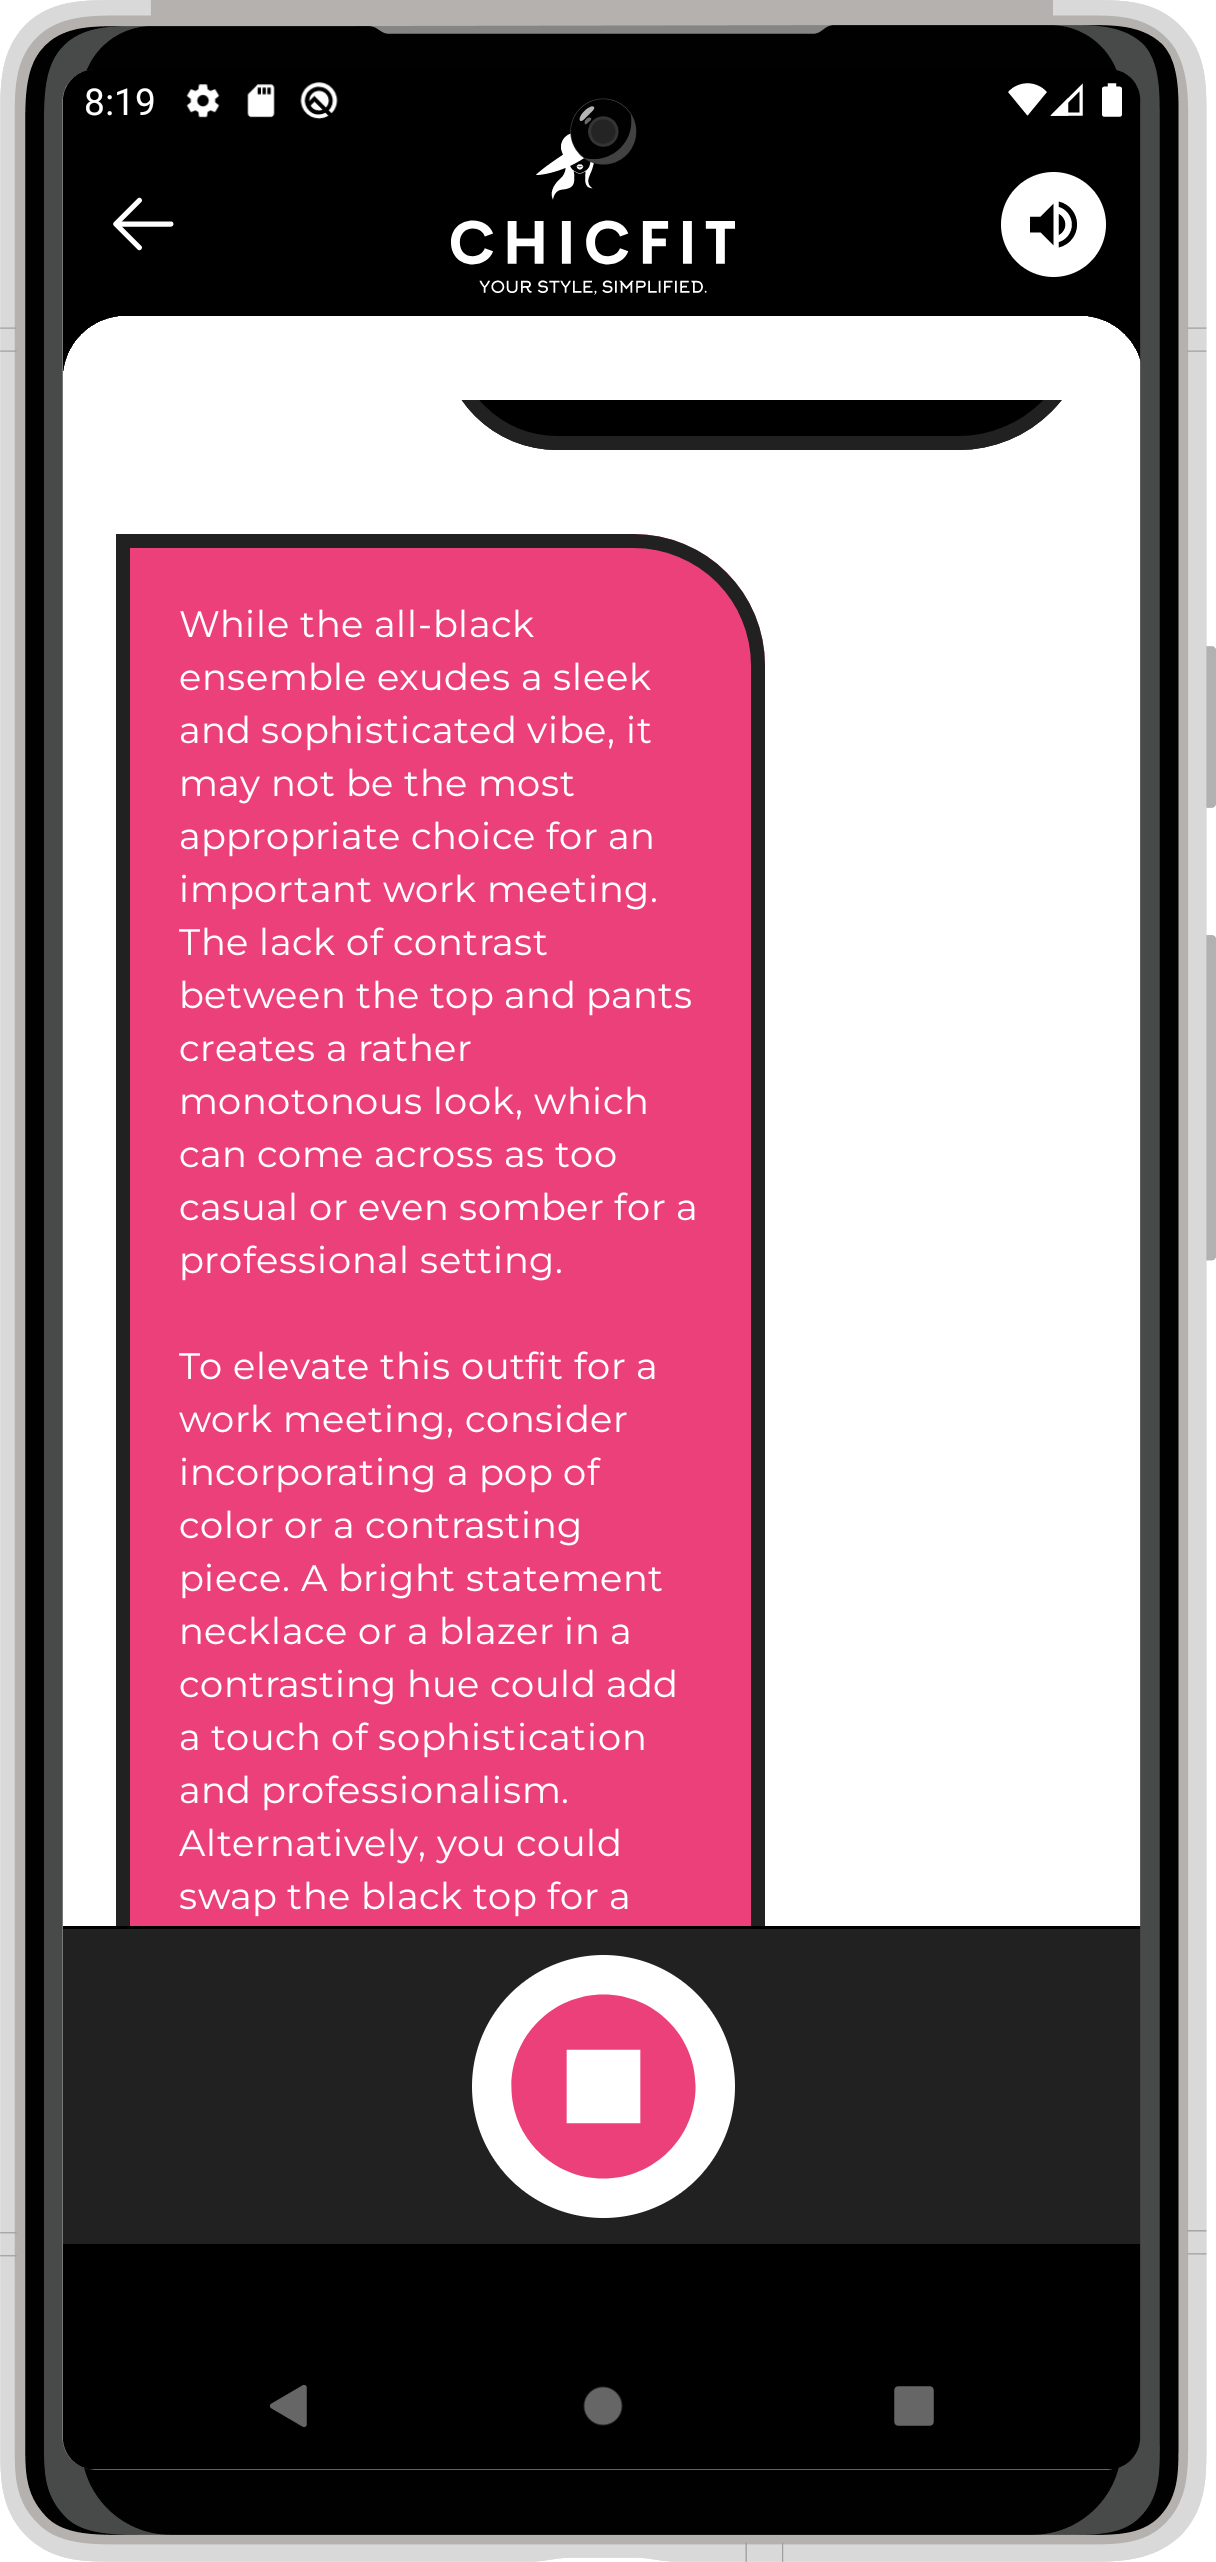 8:19
CHICFIT
YOUR STYLE, SIMPLIFIED.
While the all-black
ensemble exudes a sleek
and sophisticated vibe, it
may not be the most
appropriate choice for an
important work meeting.
The lack of contrast
between the top and pants
creates a rather
monotonous look, which
can come across as too
casual or even somber for a
professional setting.
To elevate this outfit for a
work meeting, consider
incorporating a pop of
color or a contrasting
piece. A bright statement
necklace or a blazer in a
contrasting hue could add
a touch of sophistication
and professionalism.
Alternatively, you could
swap the black top for a